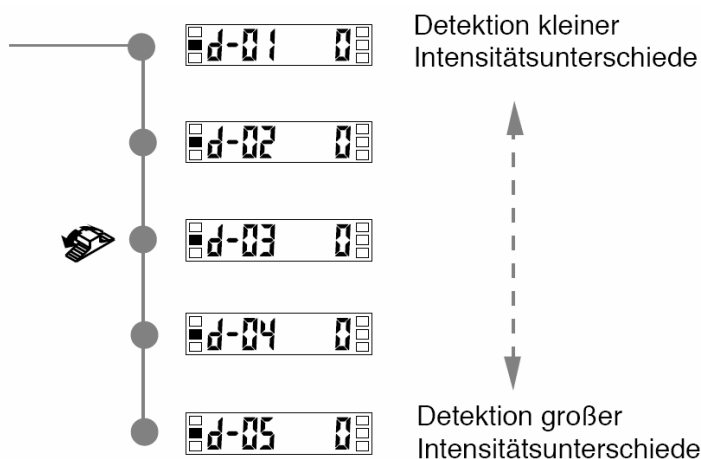 d-01 0
Detektion kleiner
Intensitätsunterschiede
d-02 0
d-03 0
d-04 0
d-05 0
Detektion großer
Intensitätsunterschiede